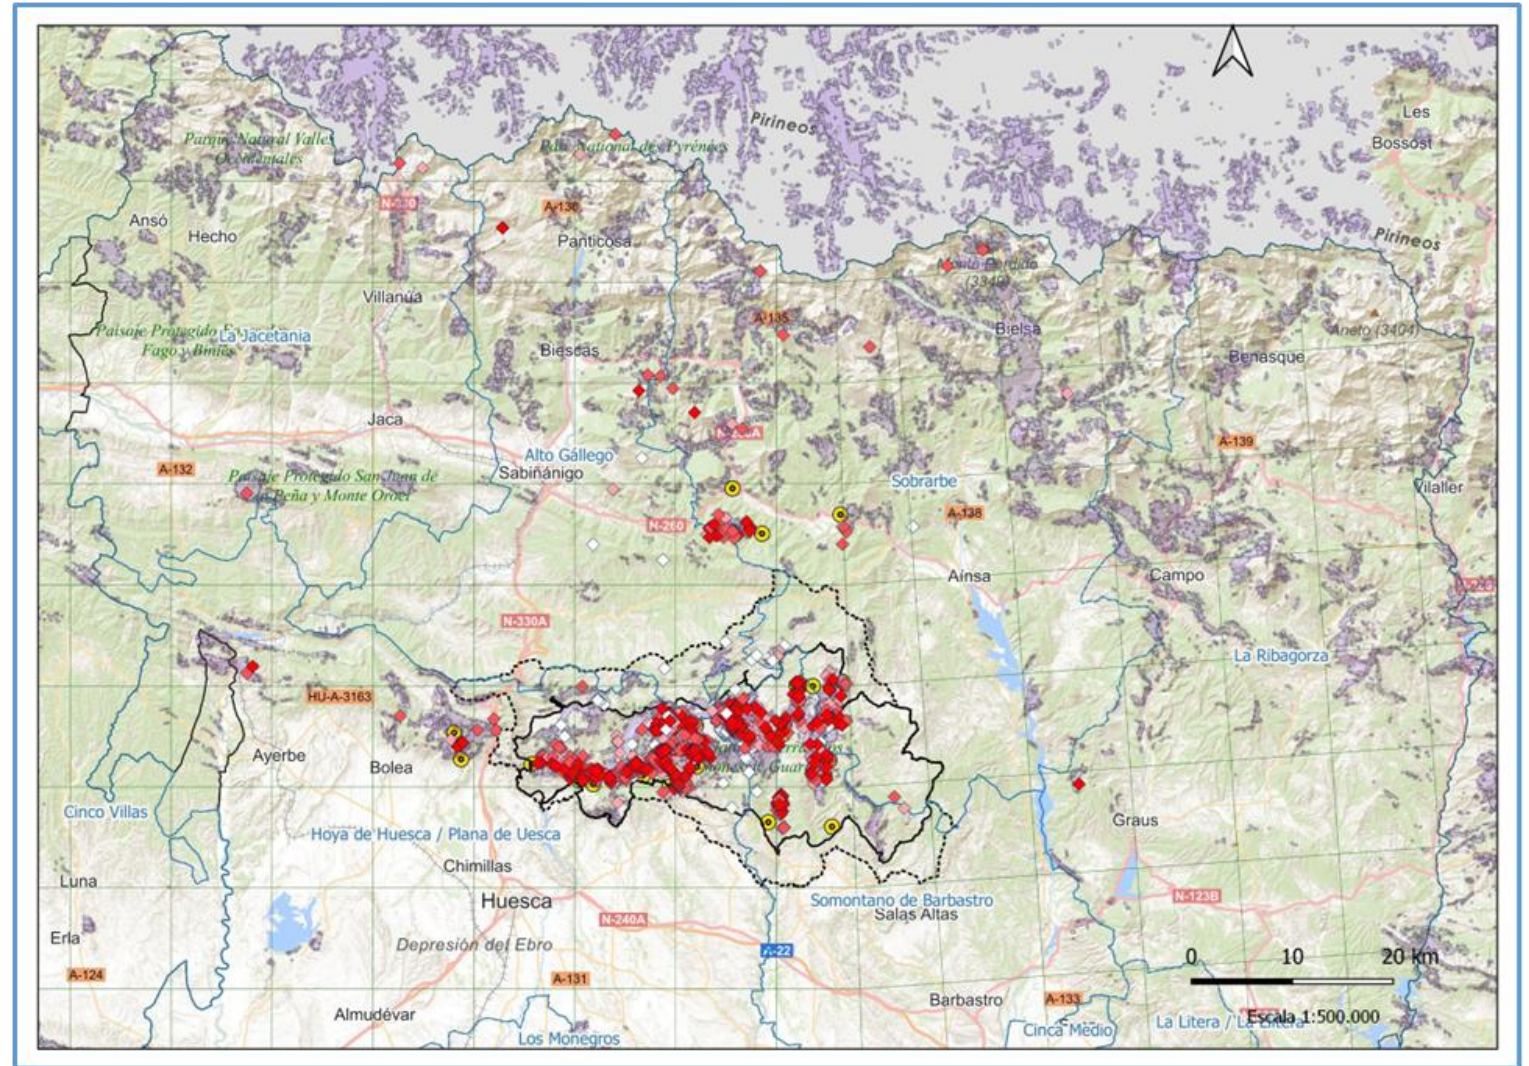 Les
Bossòst
Pirineos
Parque Natural Valles
Occidentales
Parc National des Pyrénées
A-136
Ansó
Hecho
Panticosa
Pirineos
Monte Perdido
Villanúa
A-135
Bielsa
Aneto (3404)
Paisaje Protegido
Fago y Biniés
La Jacetania
Biescas
Benasque
Jaca
A-139
Alto Gállego
A-132
Sabiñánigo
Paisaje Protegido San Juan de
la Peña y Monte Oroel
Sobrarbe
Vilaller
A-138
N-260
Aínsa
Campo
N-330A
La Ribagorza
HU-A-3163
Ayerbe
Bolea
Cinco Villas
Hoya de Huesca / Plana de Uesca
Graus
Chimillas
Luna
Huesca
N-123B
Somontano de Barbastro
Salas Altas
N-240A
Erla
Depresión del Ebro
A-22
0 10 20 km
A-124
A-131
Barbastro
A-133
Almudévar
Escala 1:500.000
Cinca Medio
La Litera / La Llitera
Los Monegros